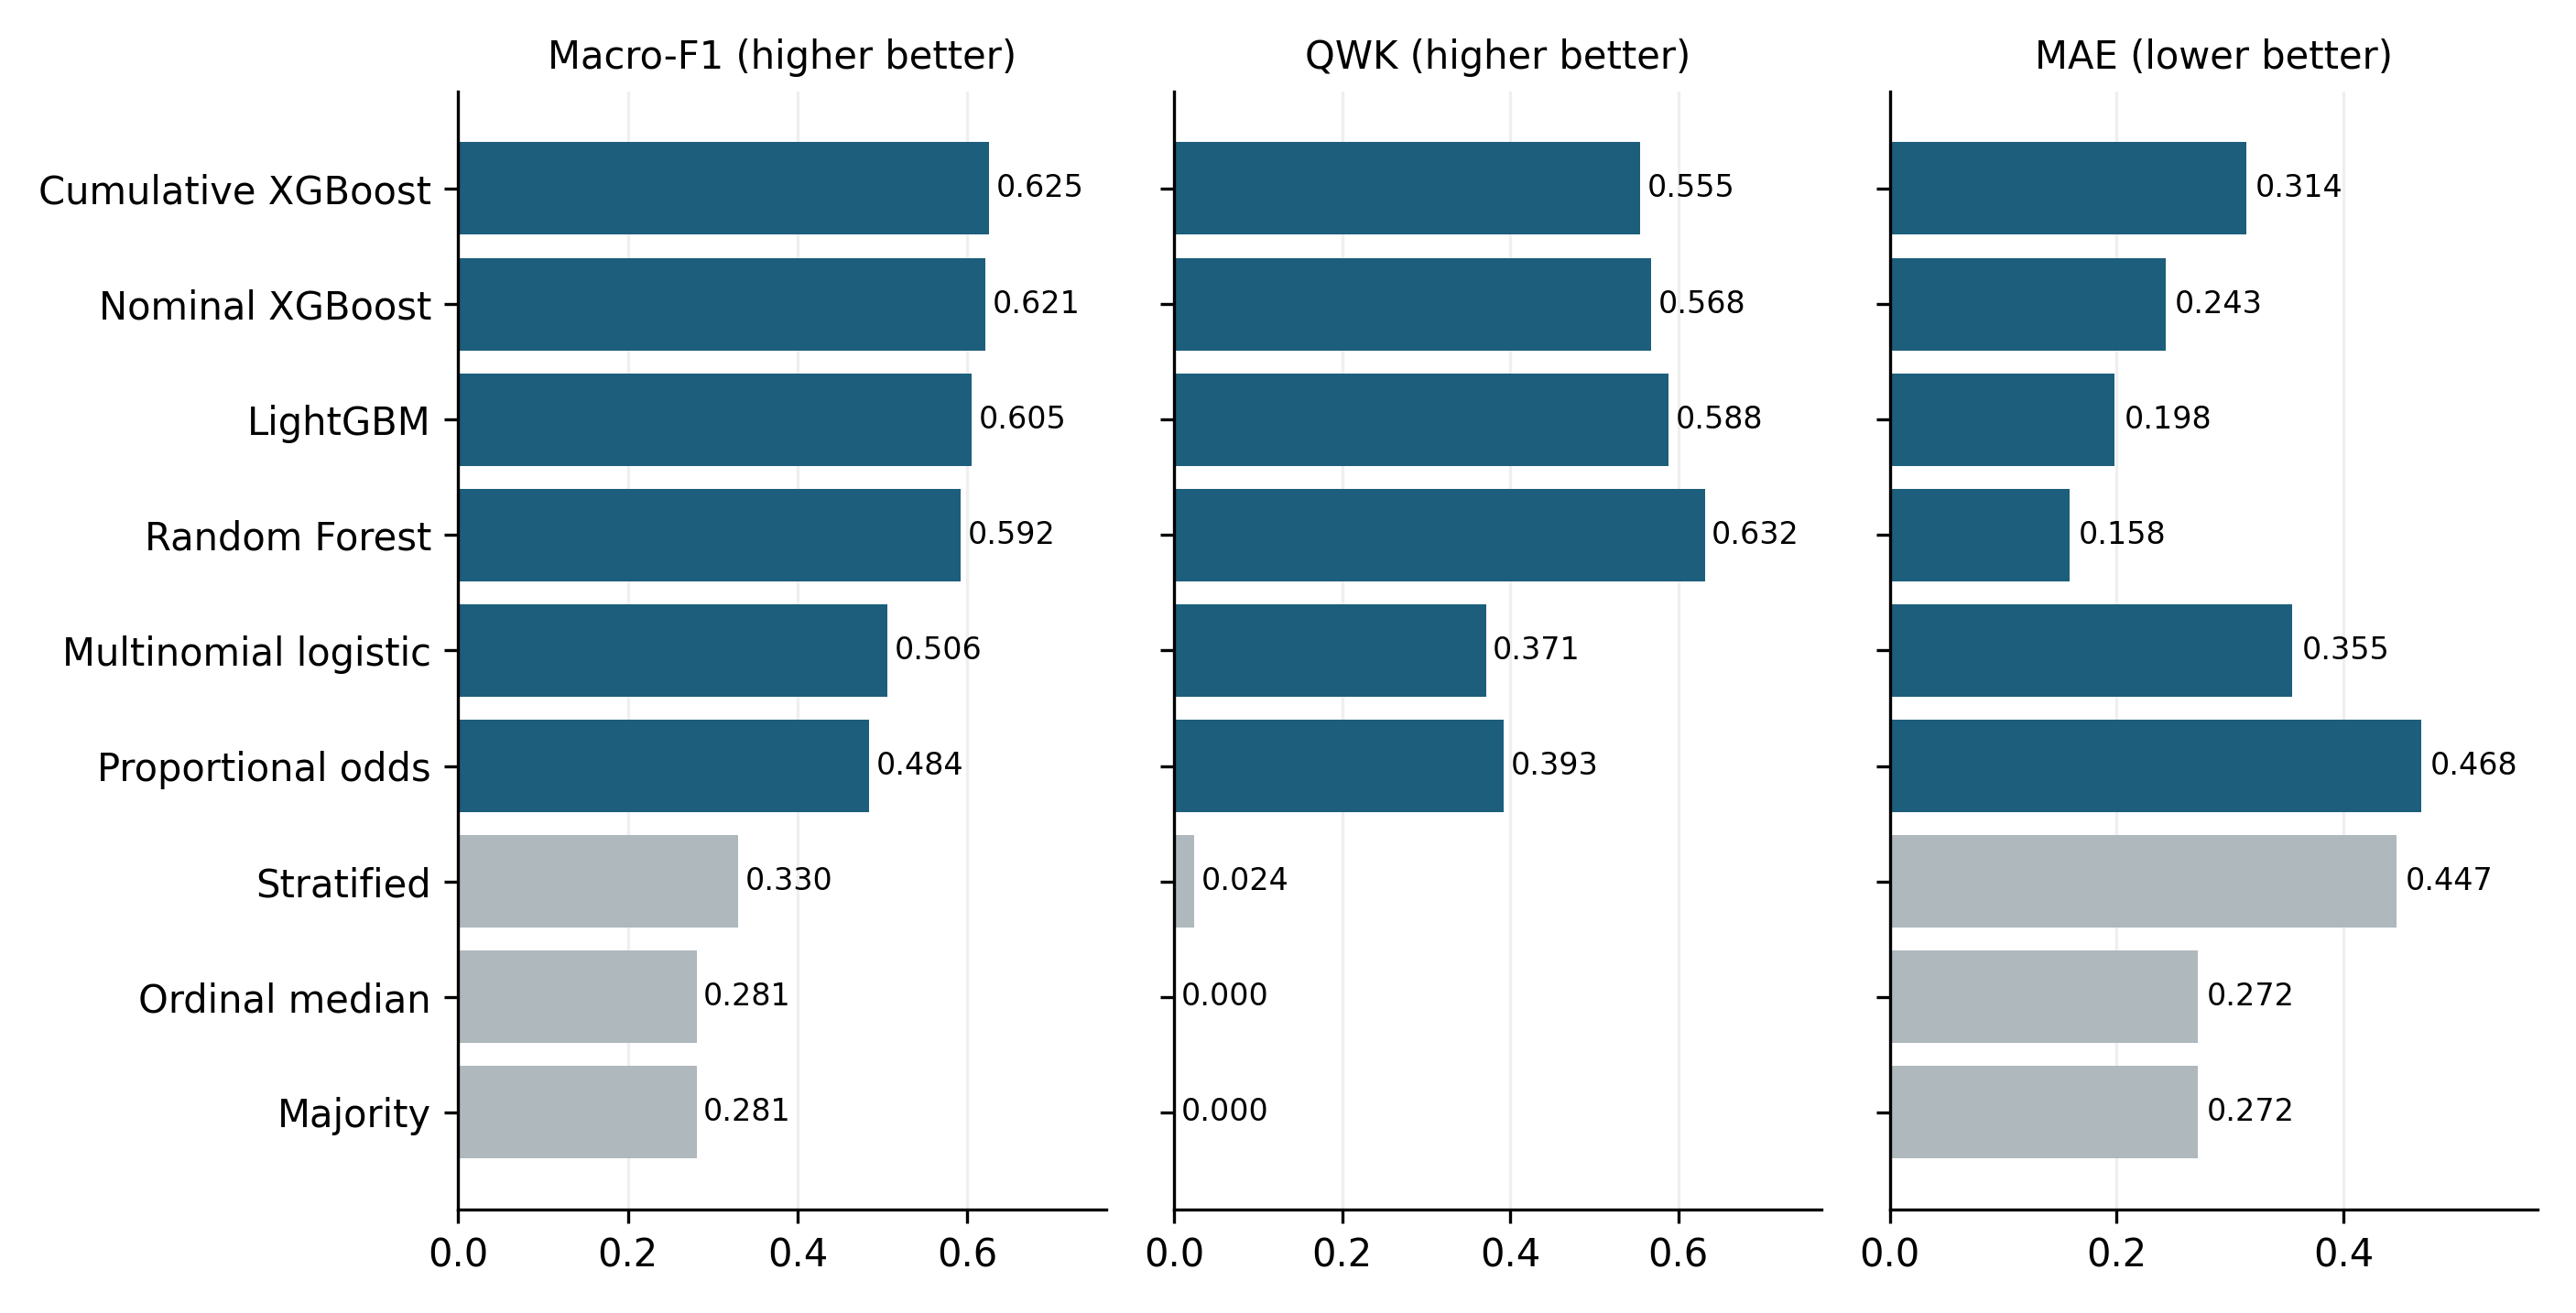 Macro-F1 (higher better)
QWK (higher better)
MAE (lower better)
Cumulative XGBoost 0.625 0.555 0.314
Nominal XGBoost 0.621 0.568 0.243
LightGBM 0.605 0.588 0.198
Random Forest 0.592 0.632 0.158
Multinomial logistic 0.506 0.371 0.355
Proportional odds 0.484 0.393 0.468
Stratified 0.330 0.024 0.447
Ordinal median 0.281 0.000 0.272
Majority 0.281 0.000 0.272
0.0 0.2 0.4 0.6
0.0 0.2 0.4 0.6
0.0 0.2 0.4